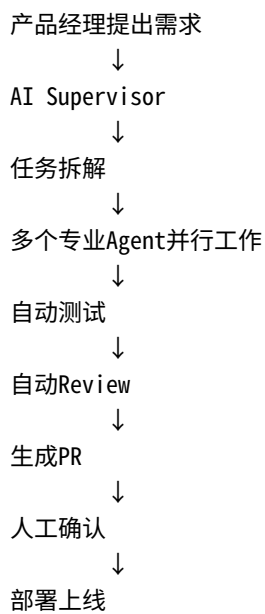 产品经理提出需求
↓
AI Supervisor
↓
任务拆解
↓
多个专业Agent并行工作
↓
自动测试
↓
自动Review
↓
生成PR
↓
人工确认
↓
部署上线